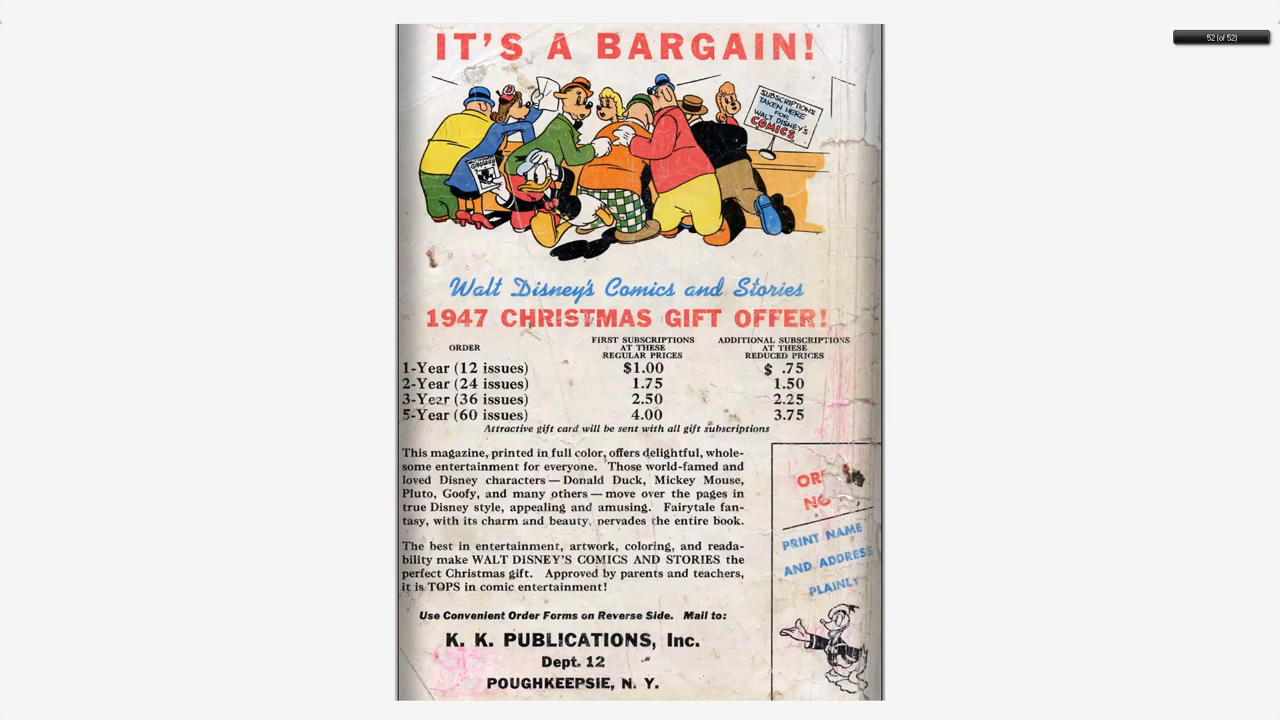 52 (of 52)
IT'S A BARGAIN!
SUBSCRIPTIONS
TAKEN HERE
FOR
WALT DISNEY'S
COMICS
Walt Disney's Comics and Stories
1947 CHRISTMAS GIFT OFFER!
ORDER FIRST SUBSCRIPTIONS AT THESE REGULAR PRICES ADDITIONAL SUBSCRIPTIONS AT THESE REDUCED PRICES
1-Year (12 issues) $1.00 $ .75
2-Year (24 issues) 1.75 1.50
3-Year (36 issues) 2.50 2.25
5-Year (60 issues) 4.00 3.75
Attractive gift card will be sent with all gift subscriptions
This magazine, printed in full color, offers delightful, whole-
some entertainment for everyone. Those world-famed and
loved Disney characters — Donald Duck, Mickey Mouse,
Pluto, Goofy, and many others — move over the pages in
true Disney style, appealing and amusing. Fairytale fan-
tasy, with its charm and beauty, pervades the entire book.
The best in entertainment, artwork, coloring, and reada-
bility make WALT DISNEY'S COMICS AND STORIES the
perfect Christmas gift. Approved by parents and teachers,
it is TOPS in comic entertainment!
Use Convenient Order Forms on Reverse Side. Mail to:
K. K. PUBLICATIONS, Inc.
Dept. 12
POUGHKEEPSIE, N. Y.
PRINT NAME
AND ADDRESS
PLAINLY